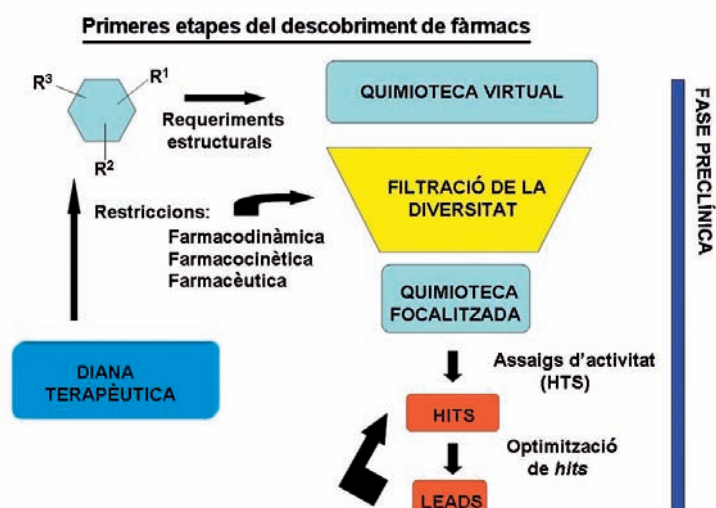 Primeres etapes del descobriment de fàrmacs
R³
R¹
R²
Requeriments
estructurals
QUIMIOTECA VIRTUAL
FILTRACIÓ DE LA
DIVERSITAT
Restriccions:
Farmacodinàmica
Farmacocinètica
Farmacèutica
QUIMIOTECA
FOCALITZADA
DIANA
TERAPÈUTICA
Assaigs d'activitat
(HTS)
HITS
Optimització
de hits
LEADS
FASE PRECLÍNICA